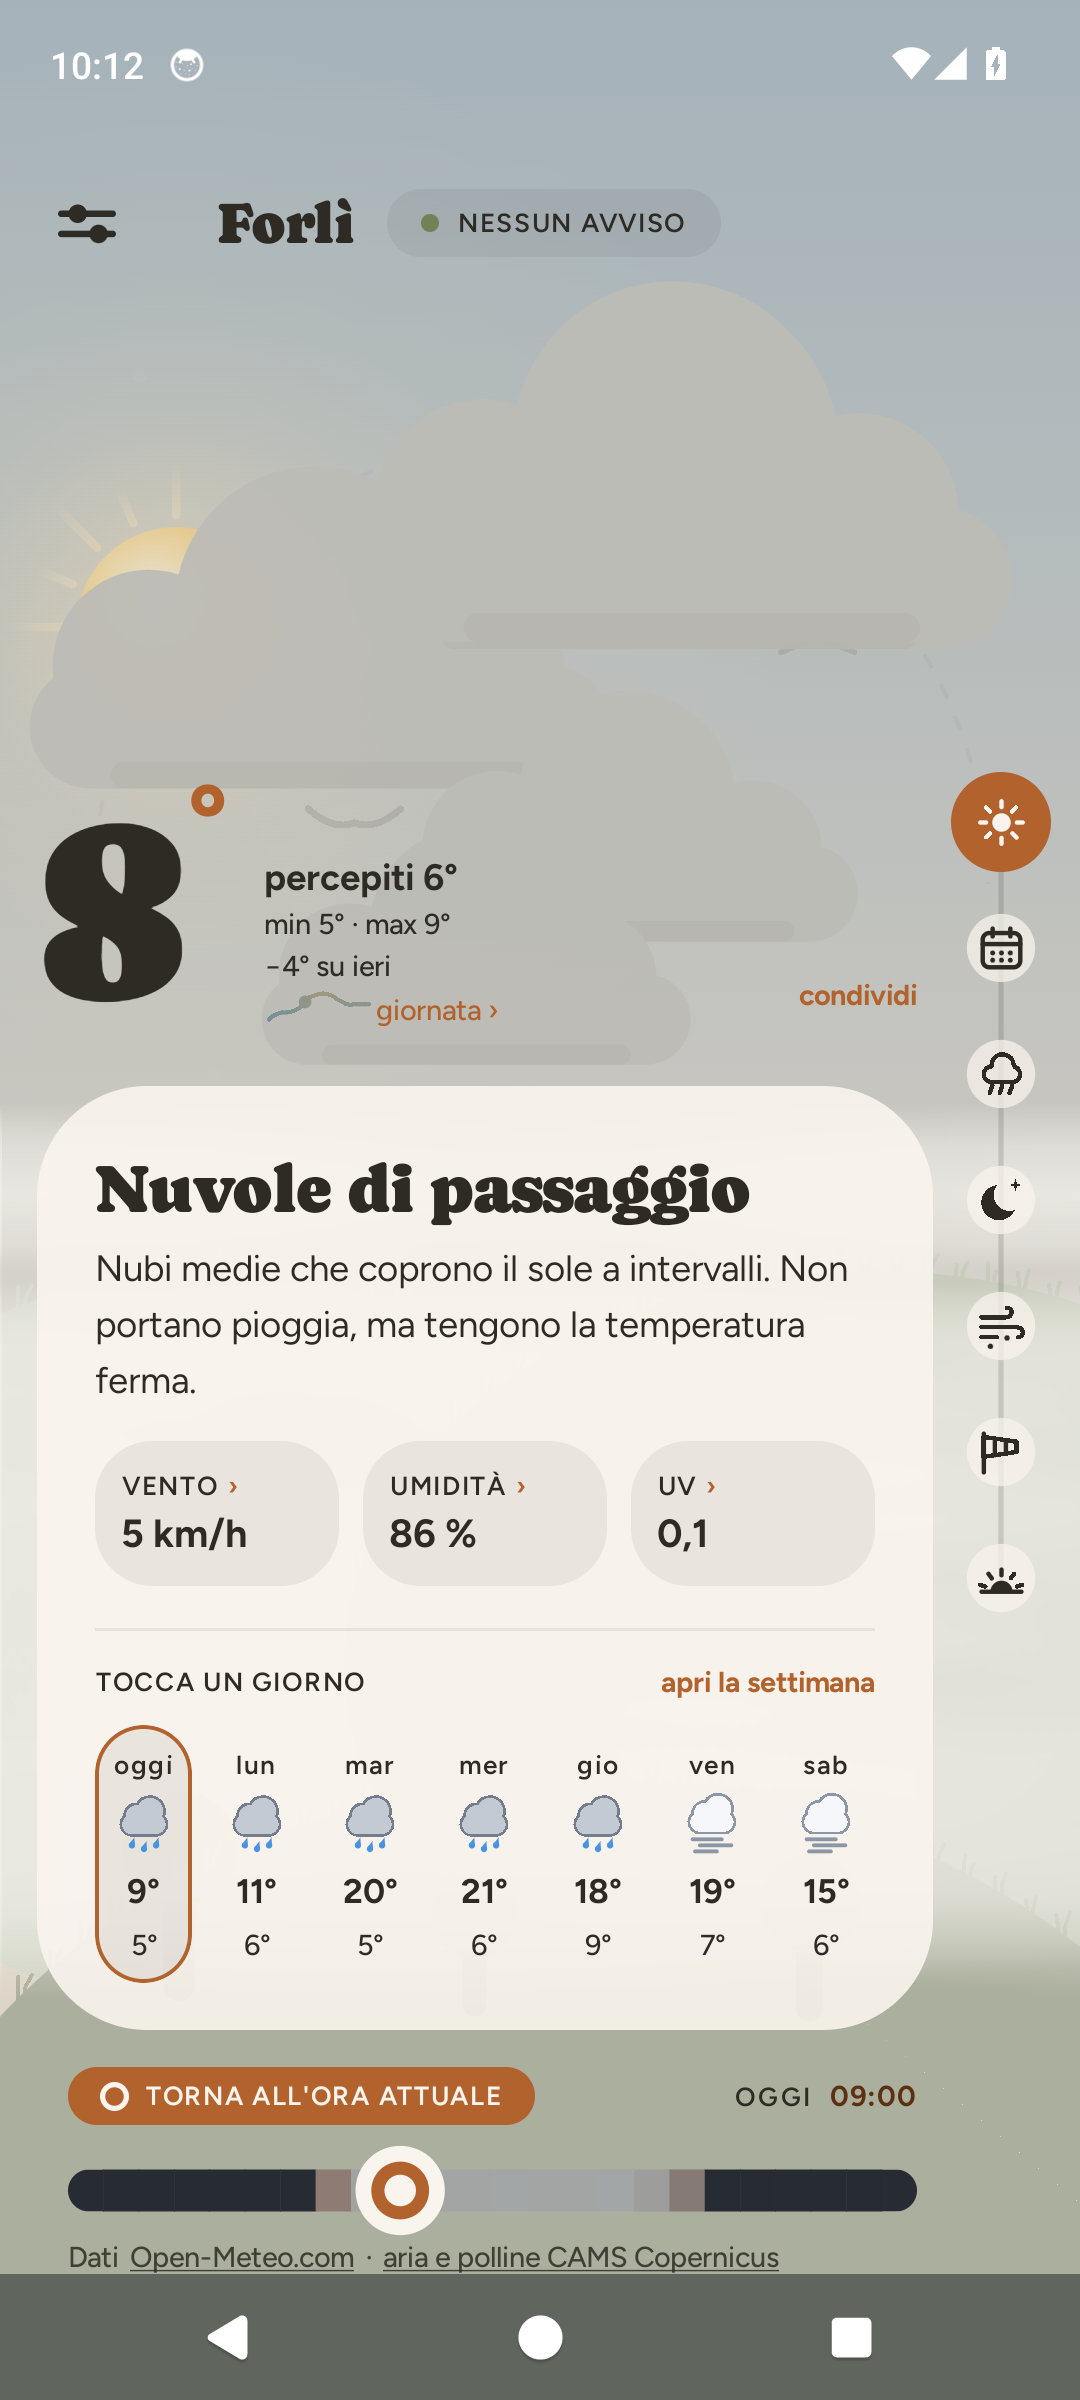 10:12
Forlì
NESSUN AVVISO
8
percepiti 6°
min 5° · max 9°
−4° su ieri
giornata ›
condividi
Nuvole di passaggio
Nubi medie che coprono il sole a intervalli. Non
portano pioggia, ma tengono la temperatura
ferma.
VENTO › UMIDITÀ › UV ›
5 km/h 86 % 0,1
TOCCA UN GIORNO apri la settimana
oggi lun mar mer gio ven sab
9° 11° 20° 21° 18° 19° 15°
5° 6° 5° 6° 9° 7° 6°
TORNA ALL'ORA ATTUALE OGGI 09:00
Dati Open-Meteo.com · aria e polline CAMS Copernicus